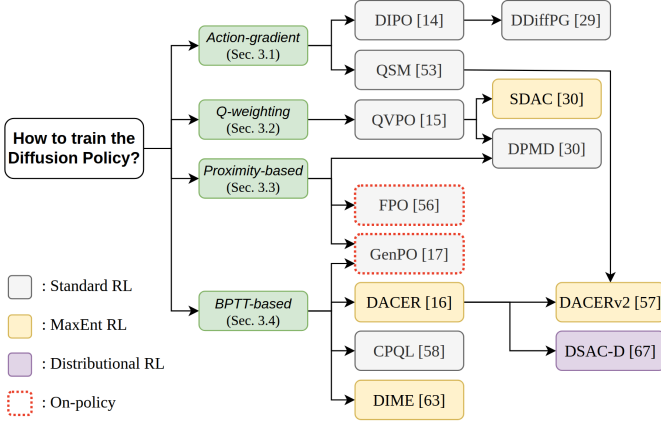 How to train the
Diffusion Policy?
Action-gradient
(Sec. 3.1)
DIPO [14]
DDiffPG [29]
QSM [53]
Q-weighting
(Sec. 3.2)
QVPO [15]
SDAC [30]
DPMD [30]
Proximity-based
(Sec. 3.3)
FPO [56]
GenPO [17]
BPTT-based
(Sec. 3.4)
DACER [16]
DACERv2 [57]
DSAC-D [67]
CPQL [58]
DIME [63]
: Standard RL
: MaxEnt RL
: Distributional RL
: On-policy